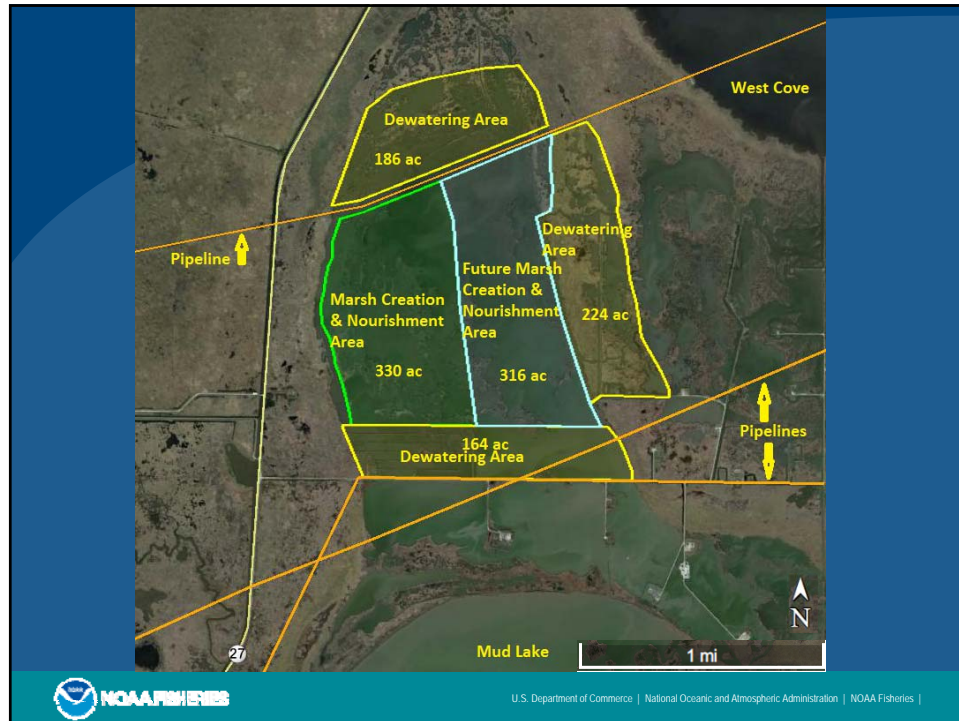 West Cove
Dewatering Area
186 ac
Dewatering
Area
Pipeline
Future Marsh
Creation &
Nourishment
Area
Marsh Creation
& Nourishment
Area
224 ac
330 ac
316 ac
Pipelines
164 ac
Dewatering Area
N
27
Mud Lake
1 mi
NOAA
NOAA FISHERIES
U.S. Department of Commerce | National Oceanic and Atmospheric Administration | NOAA Fisheries |